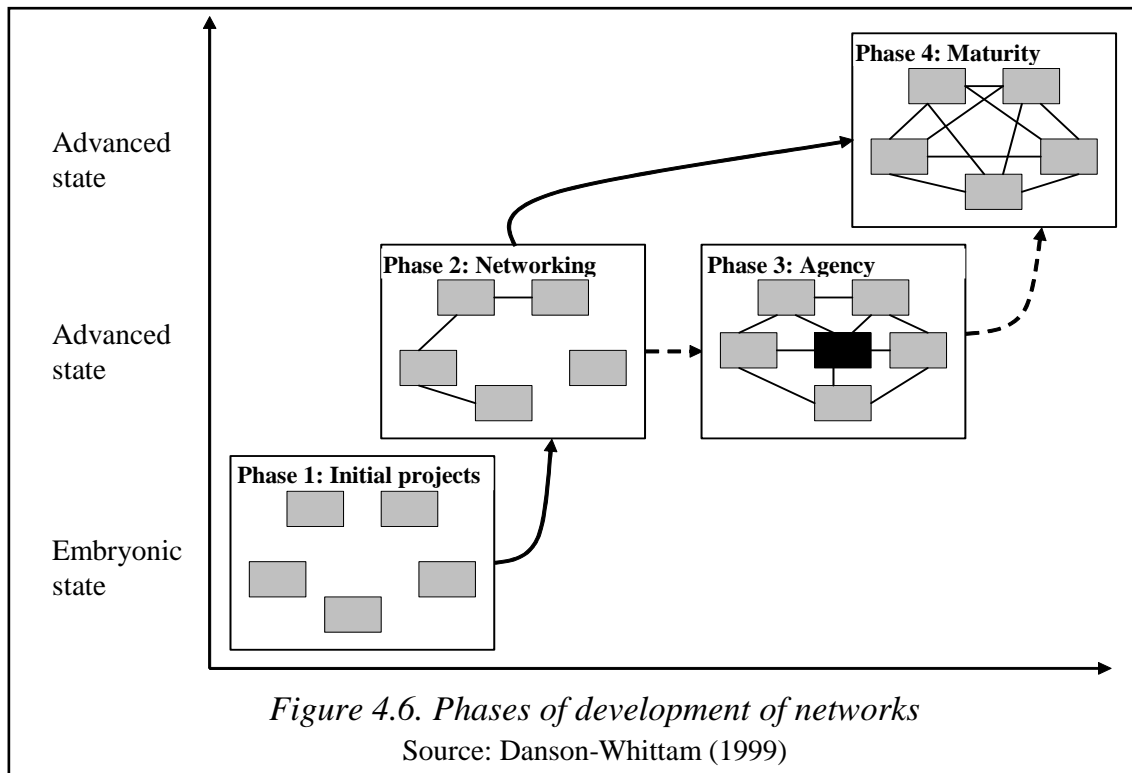 Phase 4: Maturity
Advanced
state
Phase 2: Networking
Phase 3: Agency
Advanced
state
Phase 1: Initial projects
Embryonic
state
Figure 4.6. Phases of development of networks
Source: Danson-Whittam (1999)